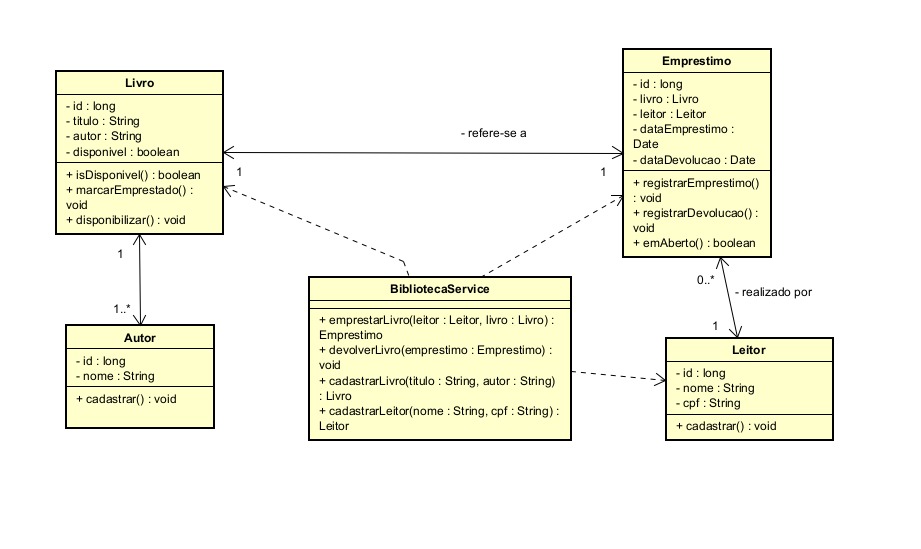 Livro
- id : long
- titulo : String
- autor : String
- disponivel : boolean
+ isDisponivel() : boolean
+ marcarEmprestado() :
void
+ disponibilizar() : void
- refere-se a
1
1
Emprestimo
- id : long
- livro : Livro
- leitor : Leitor
- dataEmprestimo :
Date
- dataDevolucao : Date
+ registrarEmprestimo()
: void
+ registrarDevolucao() :
void
+ emAberto() : boolean
1
1..*
0..*
- realizado por
1
Autor
- id : long
- nome : String
+ cadastrar() : void
BibliotecaService
+ emprestarLivro(leitor : Leitor, livro : Livro) :
Emprestimo
+ devolverLivro(emprestimo : Emprestimo) :
void
+ cadastrarLivro(titulo : String, autor : String)
: Livro
+ cadastrarLeitor(nome : String, cpf : String) :
Leitor
Leitor
- id : long
- nome : String
- cpf : String
+ cadastrar() : void